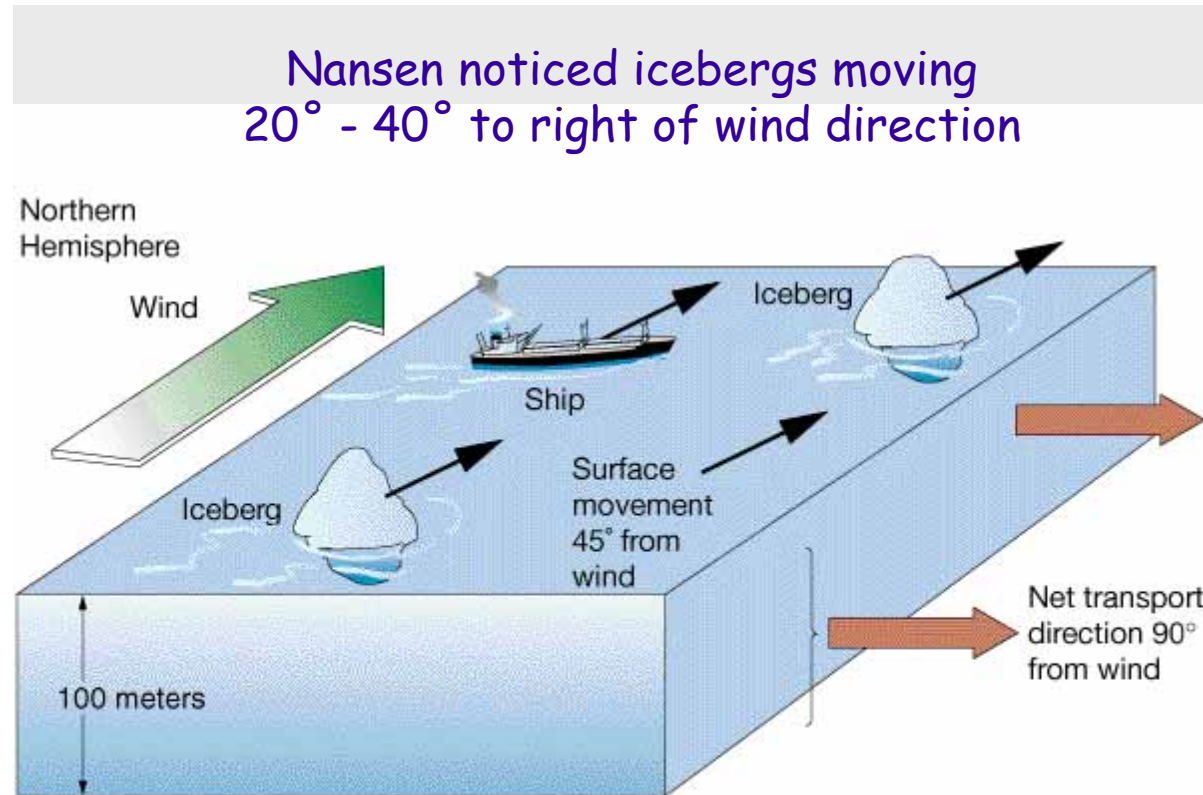 Nansen noticed icebergs moving
20° - 40° to right of wind direction
Northern
Hemisphere
Wind
Iceberg
Ship
Iceberg
Surface
movement
45° from
wind
Net transport
direction 90°
from wind
100 meters